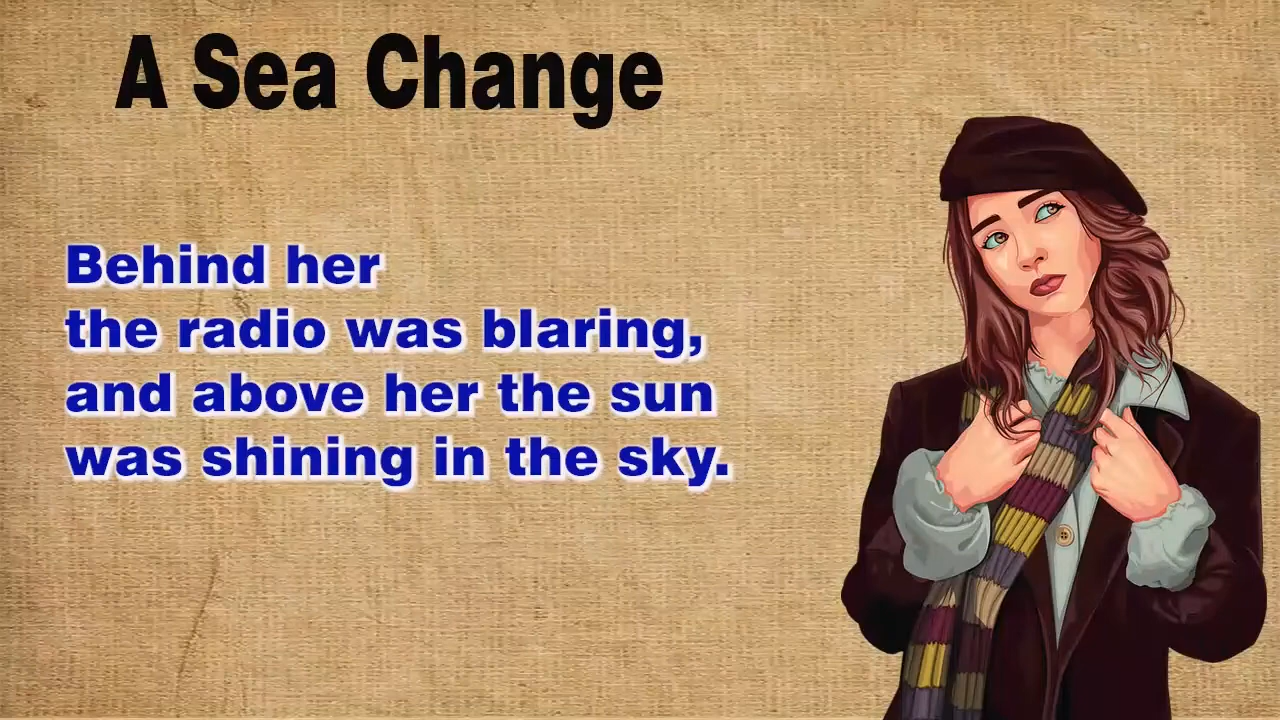 A Sea Change
Behind her
the radio was blaring,
and above her the sun
was shining in the sky.